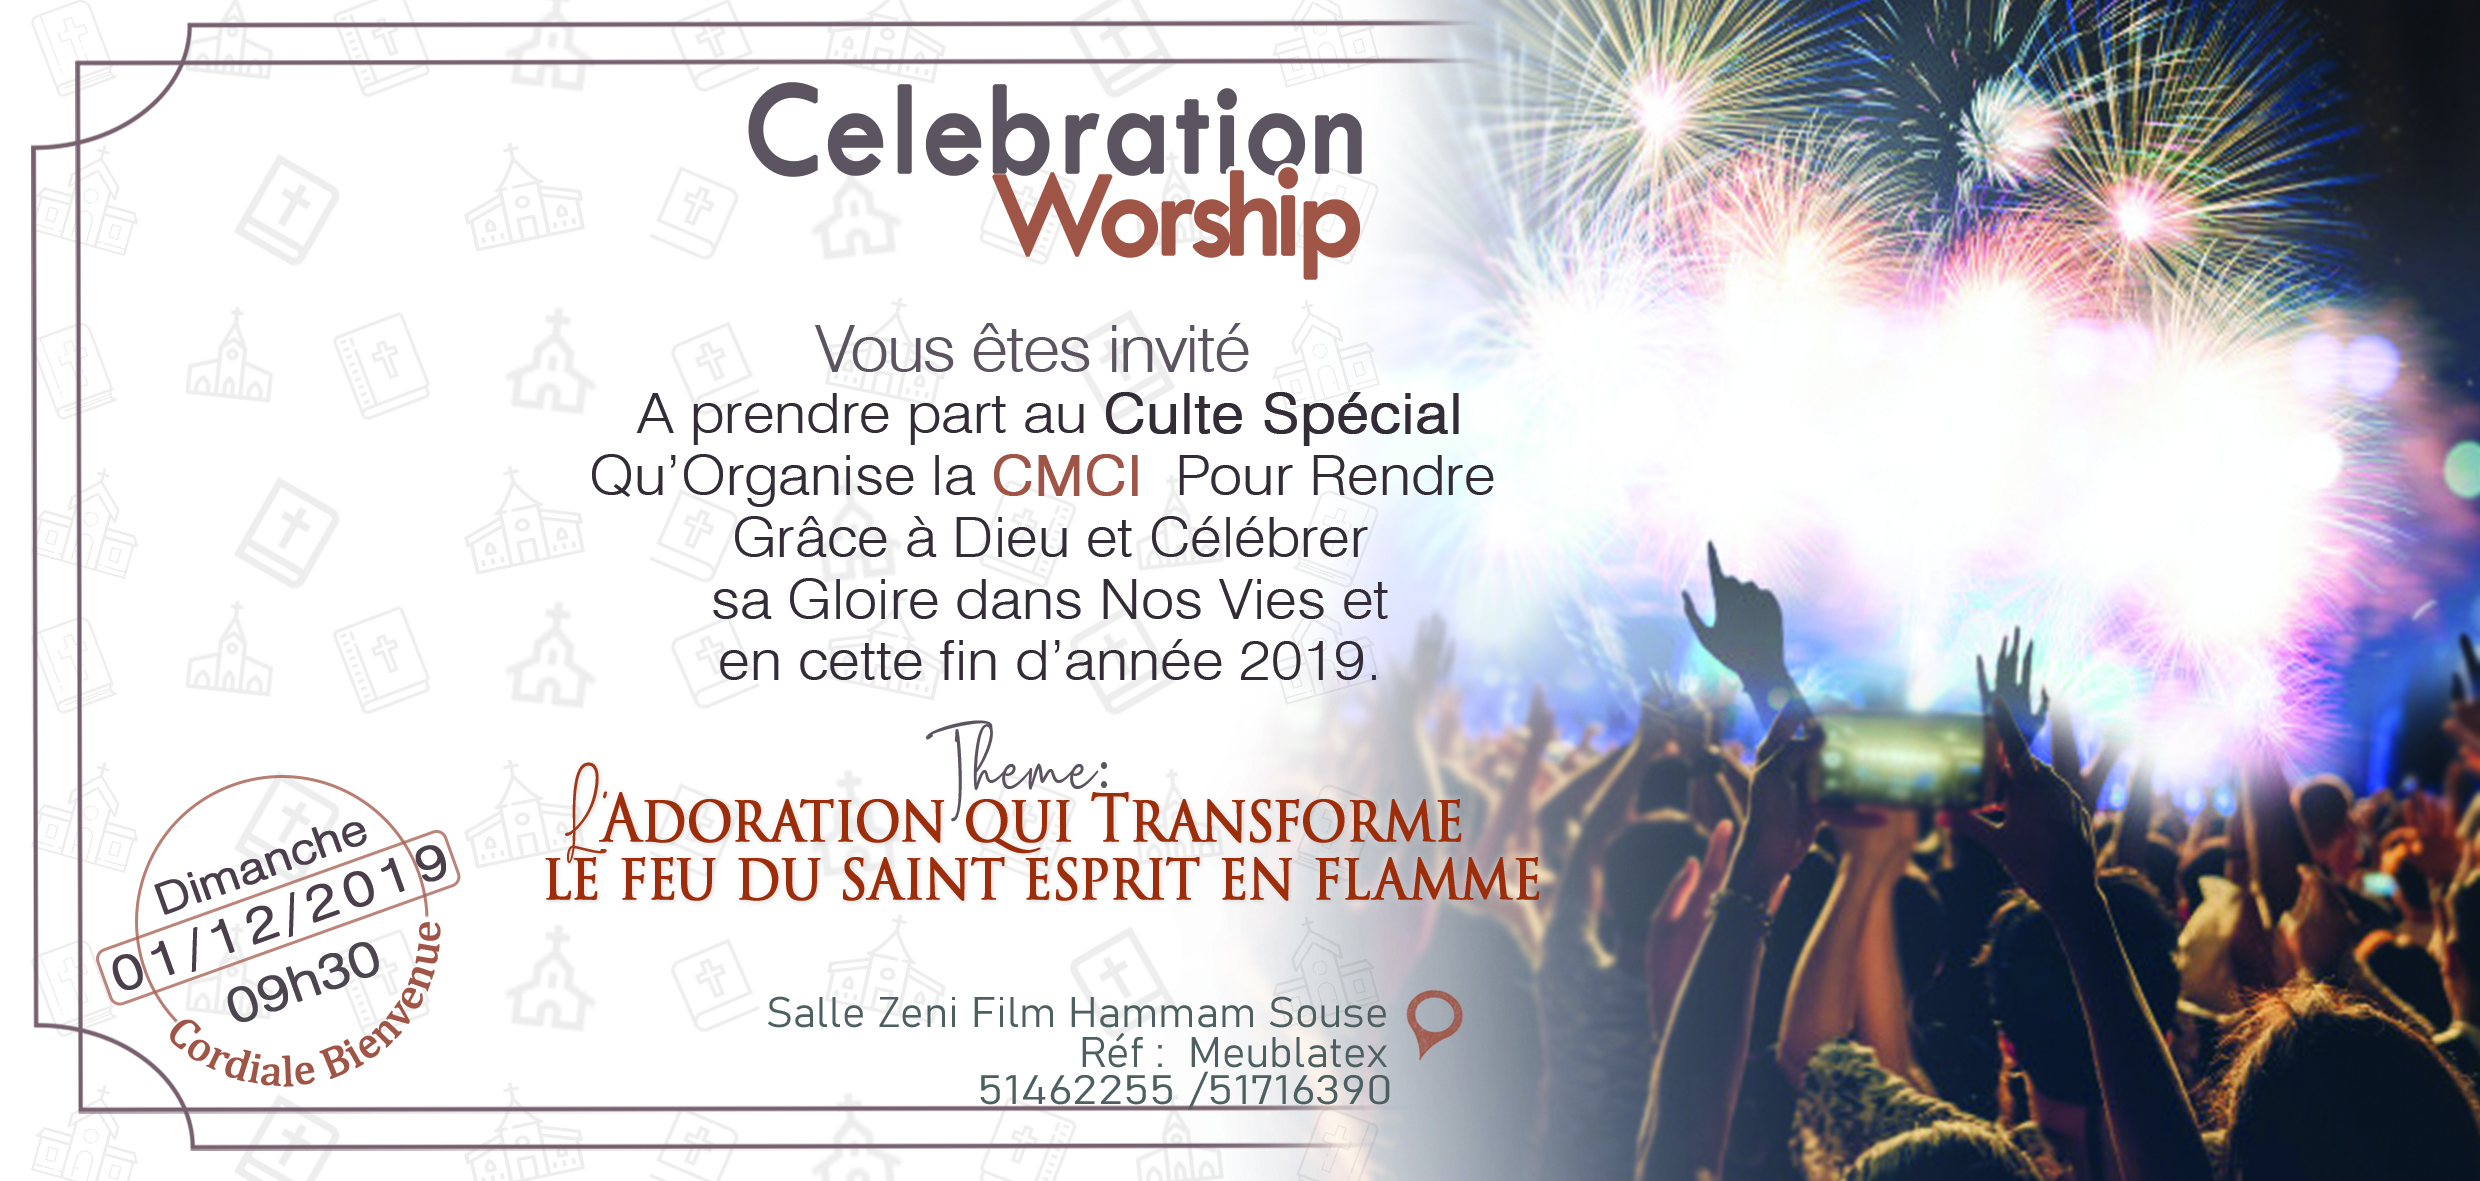 Celebration
Worship
Vous êtes invité
A prendre part au Culte Spécial
Qu’Organise la CMCI Pour Rendre
Grâce à Dieu et Célébrer
sa Gloire dans Nos Vies et
en cette fin d’année 2019.
Theme:
L'ADORATION QUI TRANSFORME
LE FEU DU SAINT ESPRIT EN FLAMME
Dimanche
01/12/2019
09h30
Cordiale Bienvenue
Salle Zeni Film Hammam Souse
Réf : Meublatex
51462255 /51716390